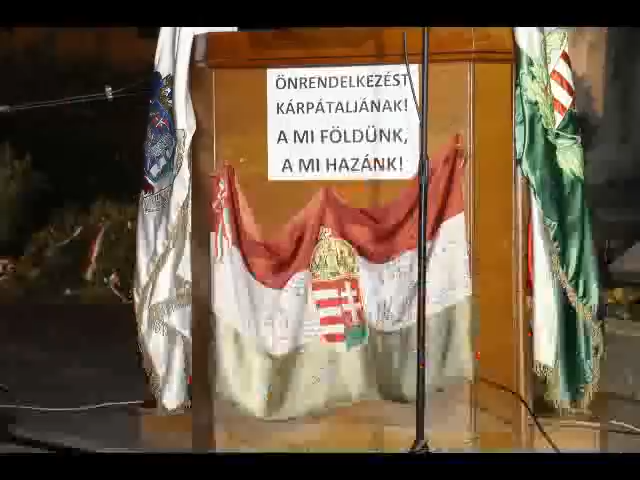 ÖNRENDELKEZÉST
KÁRPÁTALJÁNAK!
A MI FÖLDÜNK,
A MI HAZÁNK!